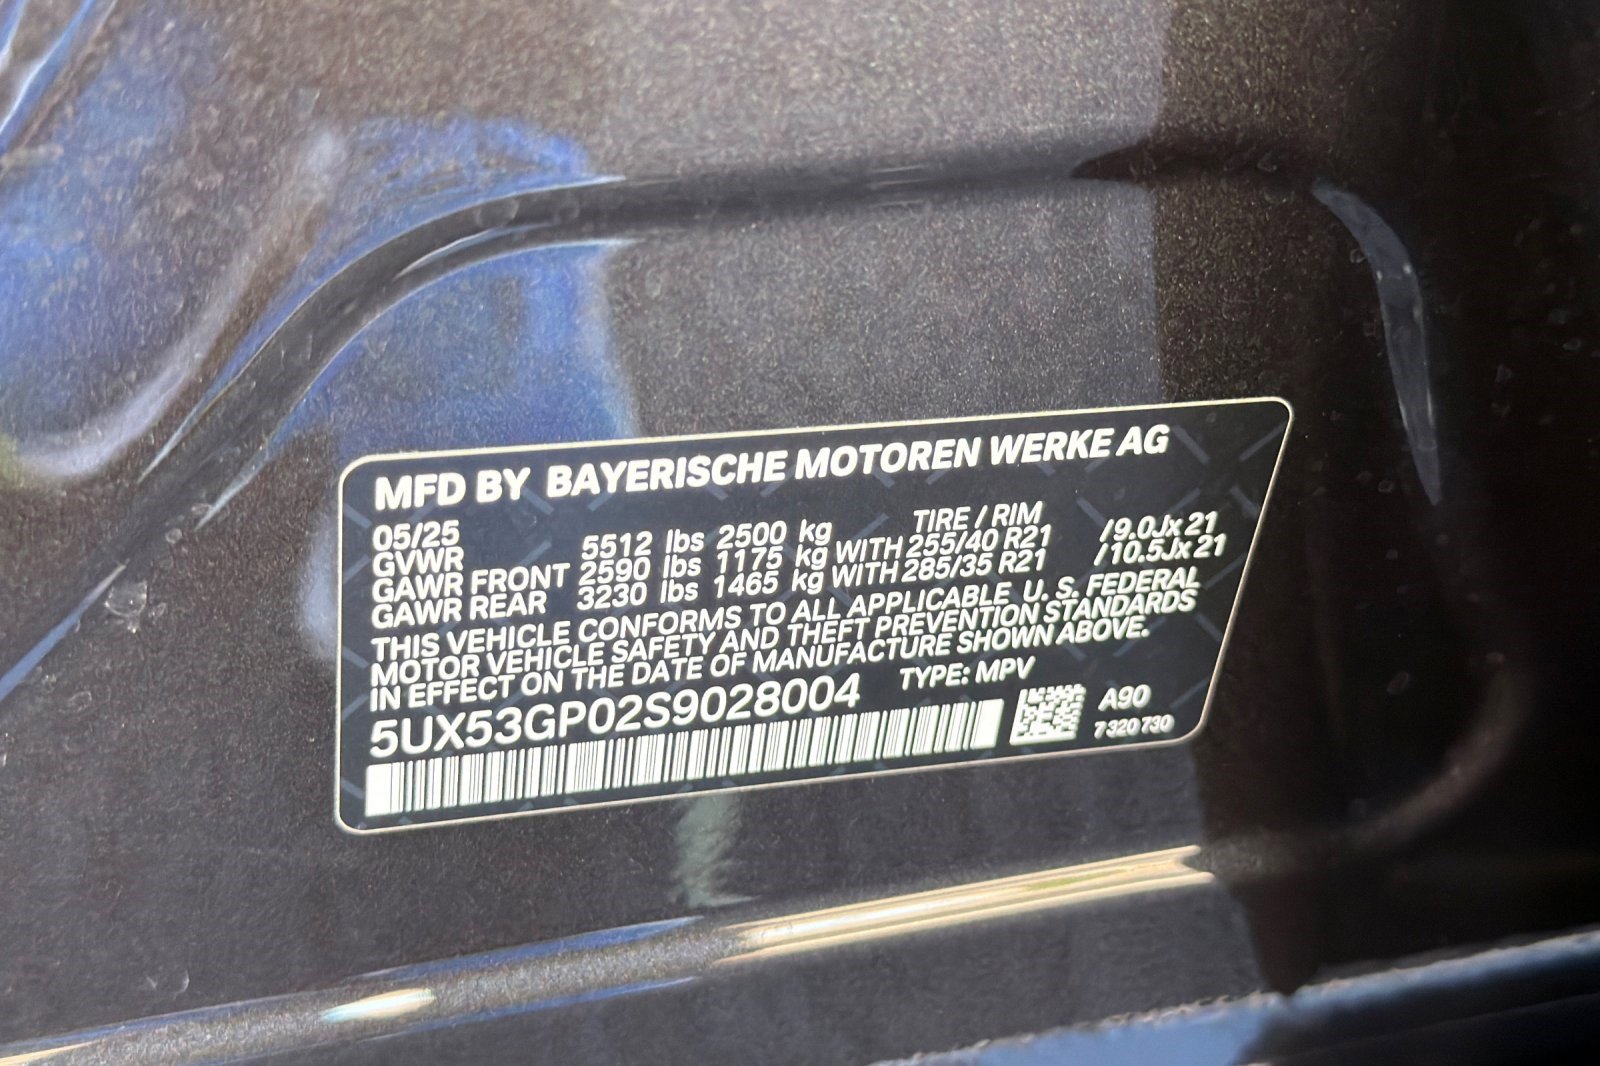 MFD BY BAYERISCHE MOTOREN WERKE AG
05/25 TIRE / RIM
GVWR 5512 lbs 2500 kg
GAWR FRONT 2590 lbs 1175 kg WITH 255/40 R21 /9.0Jx 21
GAWR REAR 3230 lbs 1465 kg WITH 285/35 R21 /10.5Jx 21
THIS VEHICLE CONFORMS TO ALL APPLICABLE U. S. FEDERAL
MOTOR VEHICLE SAFETY AND THEFT PREVENTION STANDARDS
IN EFFECT ON THE DATE OF MANUFACTURE SHOWN ABOVE.
5UX53GP02S9028004 TYPE: MPV
A90
7320730